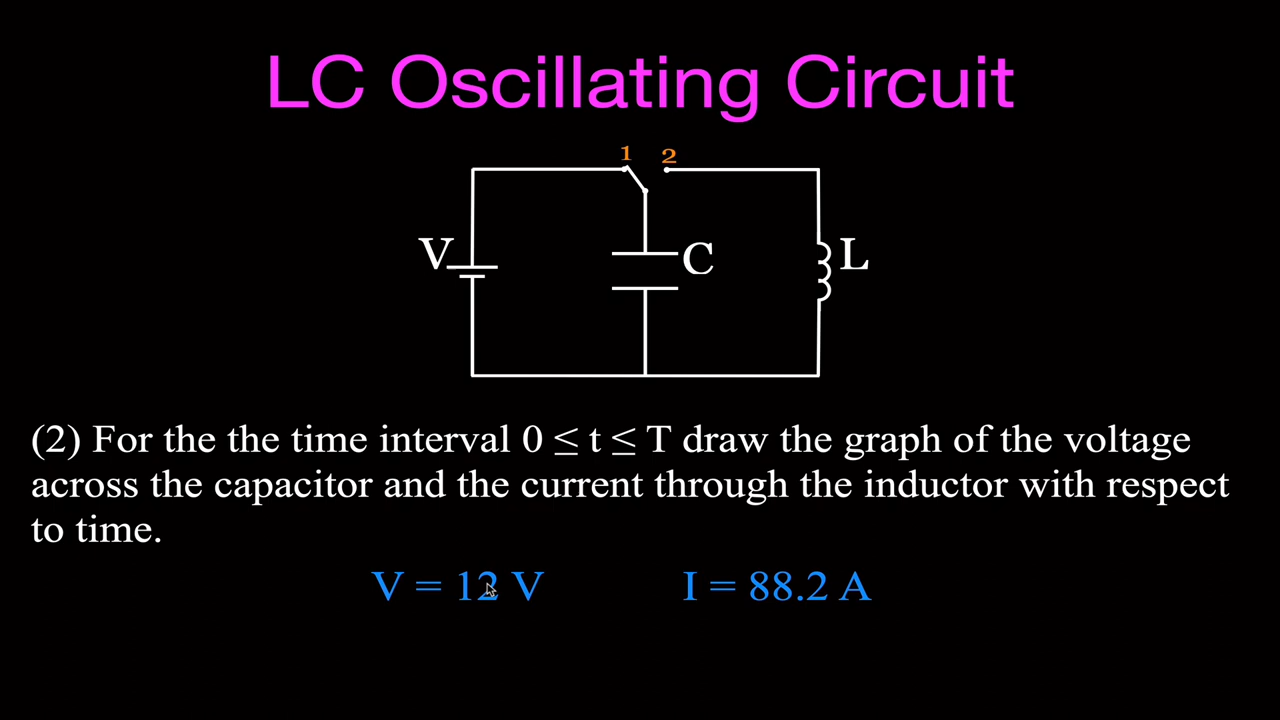 LC Oscillating Circuit
1 2
V C L
(2) For the the time interval 0 ≤ t ≤ T draw the graph of the voltage
across the capacitor and the current through the inductor with respect
to time.
V = 12 V I = 88.2 A